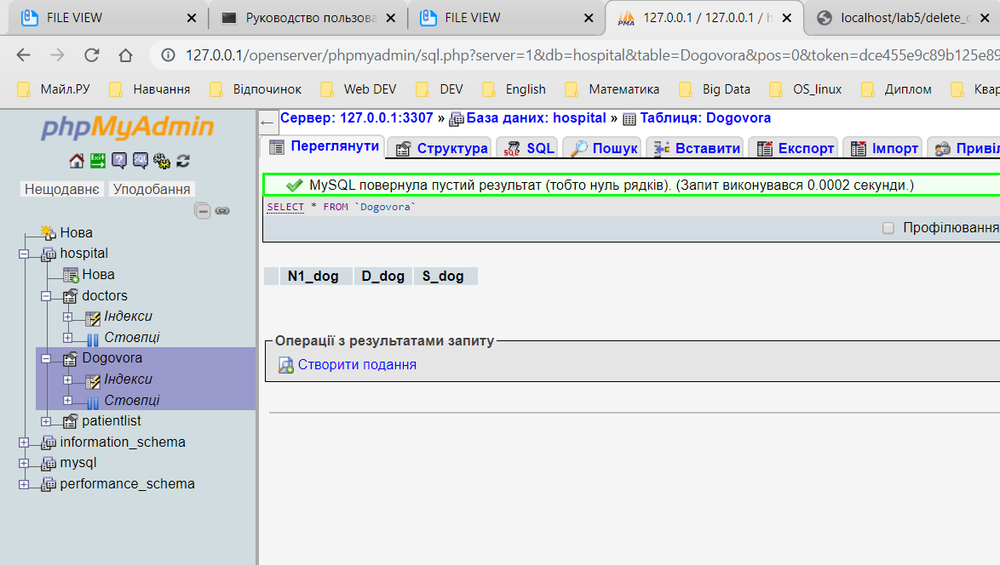 FILE VIEW
Руководство пользова
FILE VIEW
127.0.0.1 / 127.0.0.1 / h
localhost/lab5/delete_c
127.0.0.1/openserver/phpmyadmin/sql.php?server=1&db=hospital&table=Dogovora&pos=0&token=dce455e9c89b125e89
Майл.РУ
Навчання
Відпочинок
Web DEV
DEV
English
Математика
Big Data
OS_linux
Диплом
Квар
phpMyAdmin
Нещодавнє
Уподобання
Нова
hospital
Нова
doctors
Індекси
Стовпці
Dogovora
Індекси
Стовпці
patientlist
information_schema
mysql
performance_schema
Сервер: 127.0.0.1:3307 » База даних: hospital » Таблиця: Dogovora
Переглянути
Структура
SQL
Пошук
Вставити
Експорт
Імпорт
Привіл
MySQL повернула пустий результат (тобто нуль рядків). (Запит виконувався 0.0002 секунди.)
SELECT * FROM `Dogovora`
Профілювання
N1_dog D_dog S_dog
Операції з результатами запиту
Створити подання